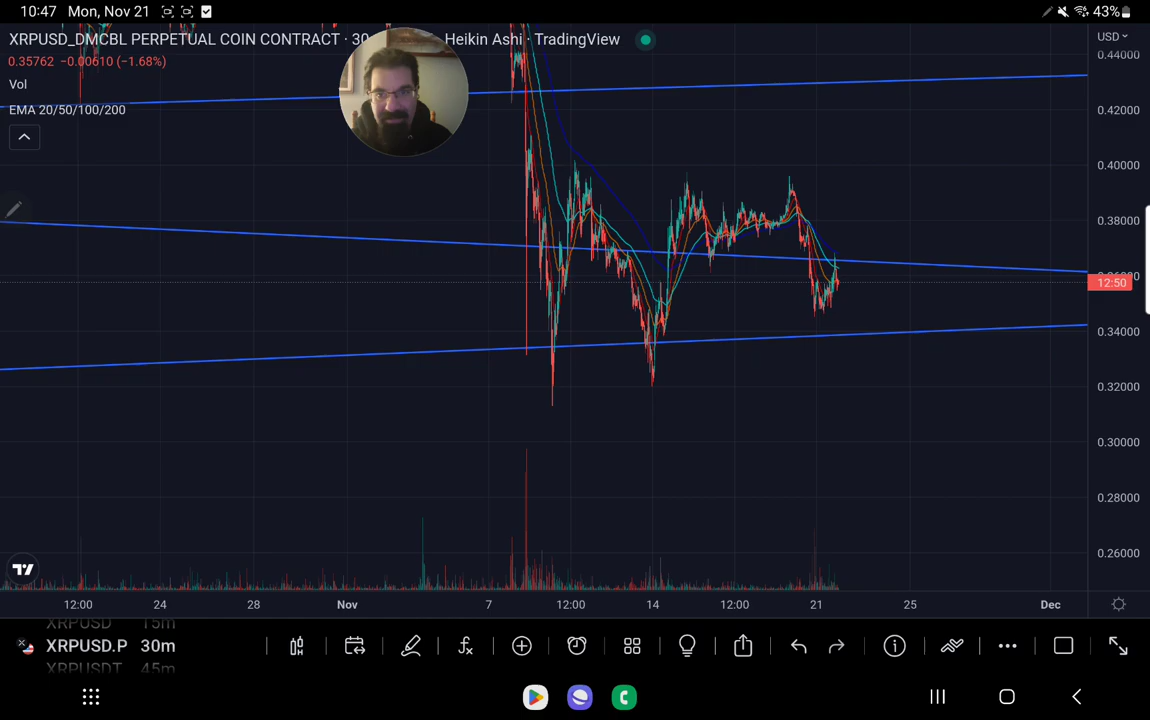 10:47 Mon, Nov 21 43%
XRPUSD_DMCBL PERPETUAL COIN CONTRACT · 30 Heikin Ashi · TradingView
USD
0.35762 −0.00610 (−1.68%)
Vol
EMA 20/50/100/200
0.44000
0.42000
0.40000
0.38000
12:50
0.34000
0.32000
0.30000
0.28000
0.26000
12:00 24 28 Nov 7 12:00 14 12:00 21 25 Dec
XRPUSD 15m
XRPUSD.P 30m
XRPUSDT 45m